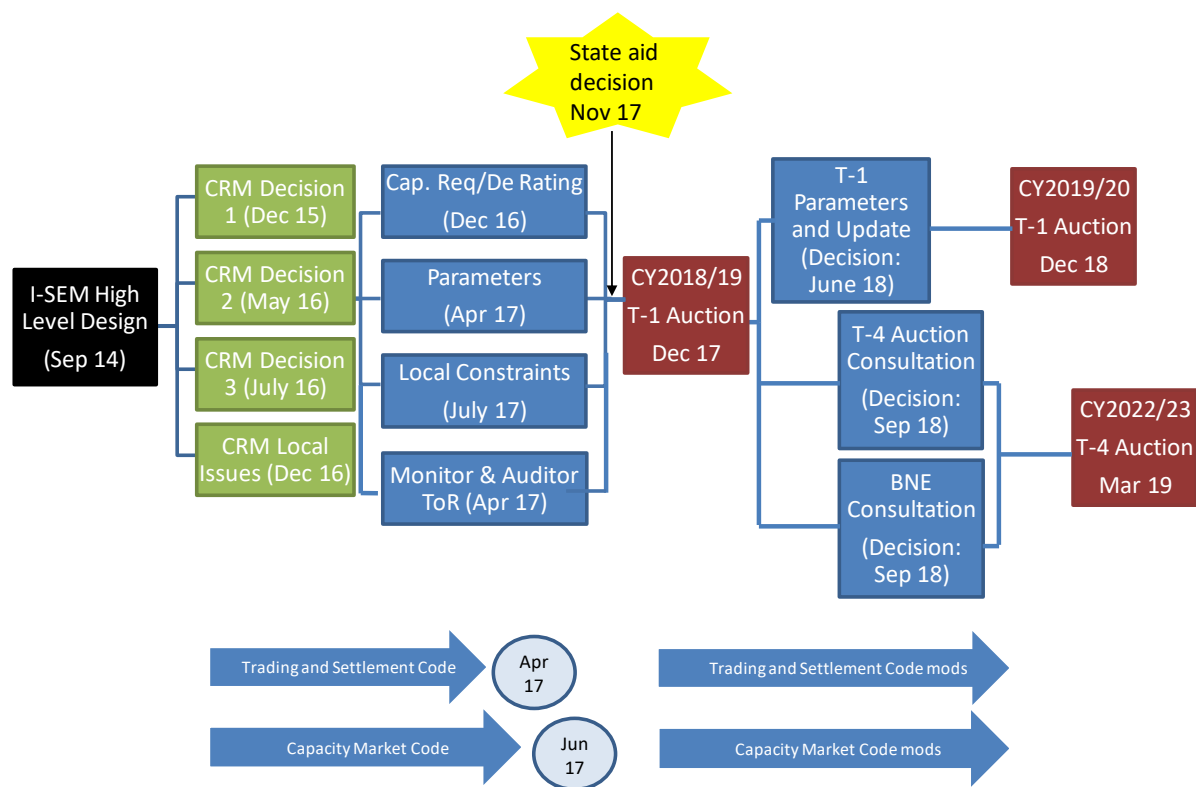 State aid
decision
Nov 17
I-SEM High
Level Design
(Sep 14)
CRM Decision
1 (Dec 15)
CRM Decision
2 (May 16)
CRM Decision
3 (July 16)
CRM Local
Issues (Dec 16)
Cap. Req/De Rating
(Dec 16)
Parameters
(Apr 17)
Local Constraints
(July 17)
Monitor & Auditor
ToR (Apr 17)
CY2018/19
T-1 Auction
Dec 17
T-1
Parameters
and Update
(Decision:
June 18)
T-4 Auction
Consultation
(Decision:
Sep 18)
BNE
Consultation
(Decision:
Sep 18)
CY2019/20
T-1 Auction
Dec 18
CY2022/23
T-4 Auction
Mar 19
Trading and Settlement Code
Apr
17
Trading and Settlement Code mods
Capacity Market Code
Jun
17
Capacity Market Code mods